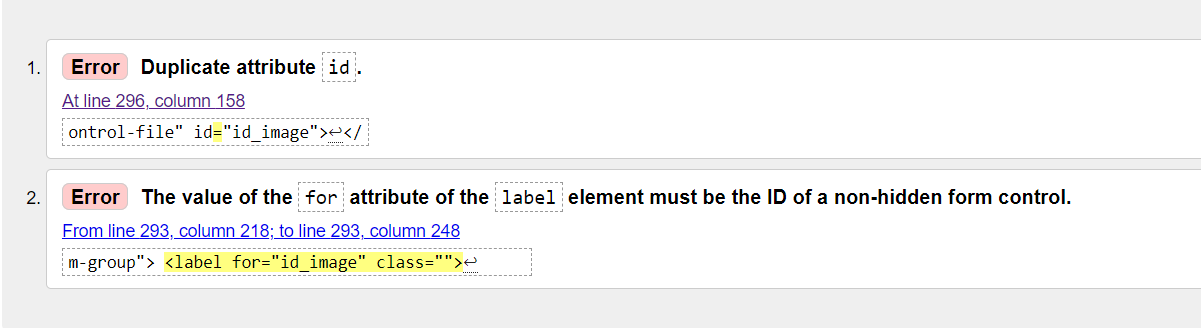 1. Error Duplicate attribute id.
At line 296, column 158
ontrol-file" id="id_image">↩</
2. Error The value of the for attribute of the label element must be the ID of a non-hidden form control.
From line 293, column 218; to line 293, column 248
m-group"> <label for="id_image" class="">↩